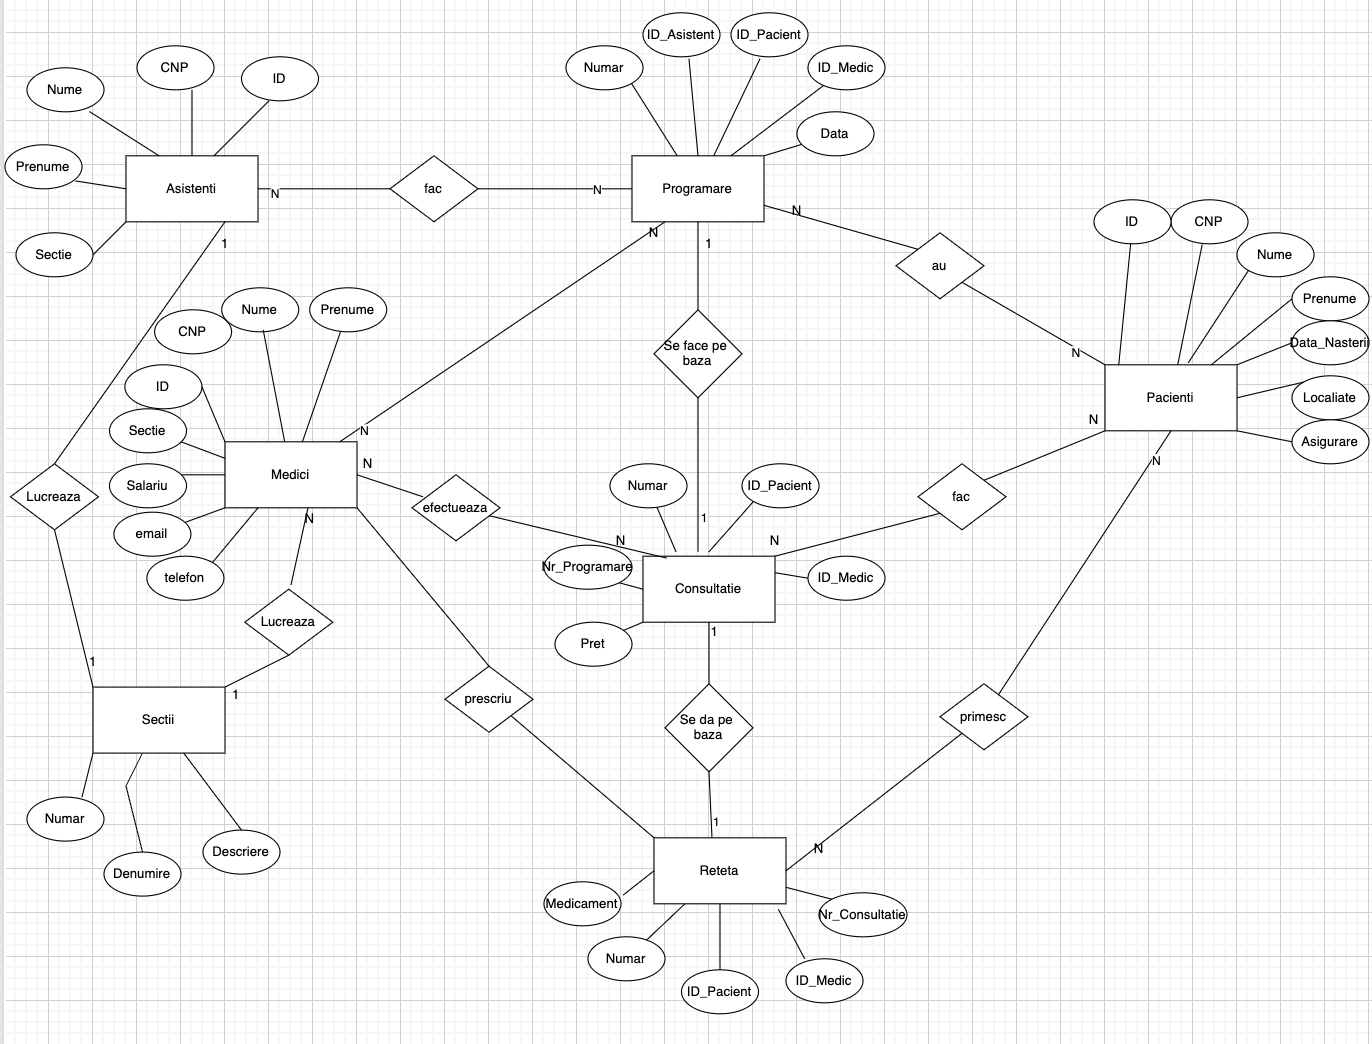 ID_Asistent
ID_Pacient
Numar
ID_Medic
CNP
ID
Nume
Data
Prenume
Asistenti
N
fac
N
Programare
N
Sectie
1
N
1
au
ID
CNP
Nume
Nume
Prenume
CNP
Prenume
Data_Nasterii
Se face pe
baza
N
ID
Pacienti
Localiate
Sectie
N
N
Asigurare
Medici
N
N
Salariu
Lucreaza
efectueaza
Numar
ID_Pacient
fac
email
N
1
N
N
telefon
Nr_Programare
Consultatie
ID_Medic
Lucreaza
1
Pret
1
1
prescriu
Sectii
Se da pe
baza
primesc
Numar
1
Descriere
Denumire
N
Reteta
Medicament
Nr_Consultatie
Numar
ID_Pacient
ID_Medic